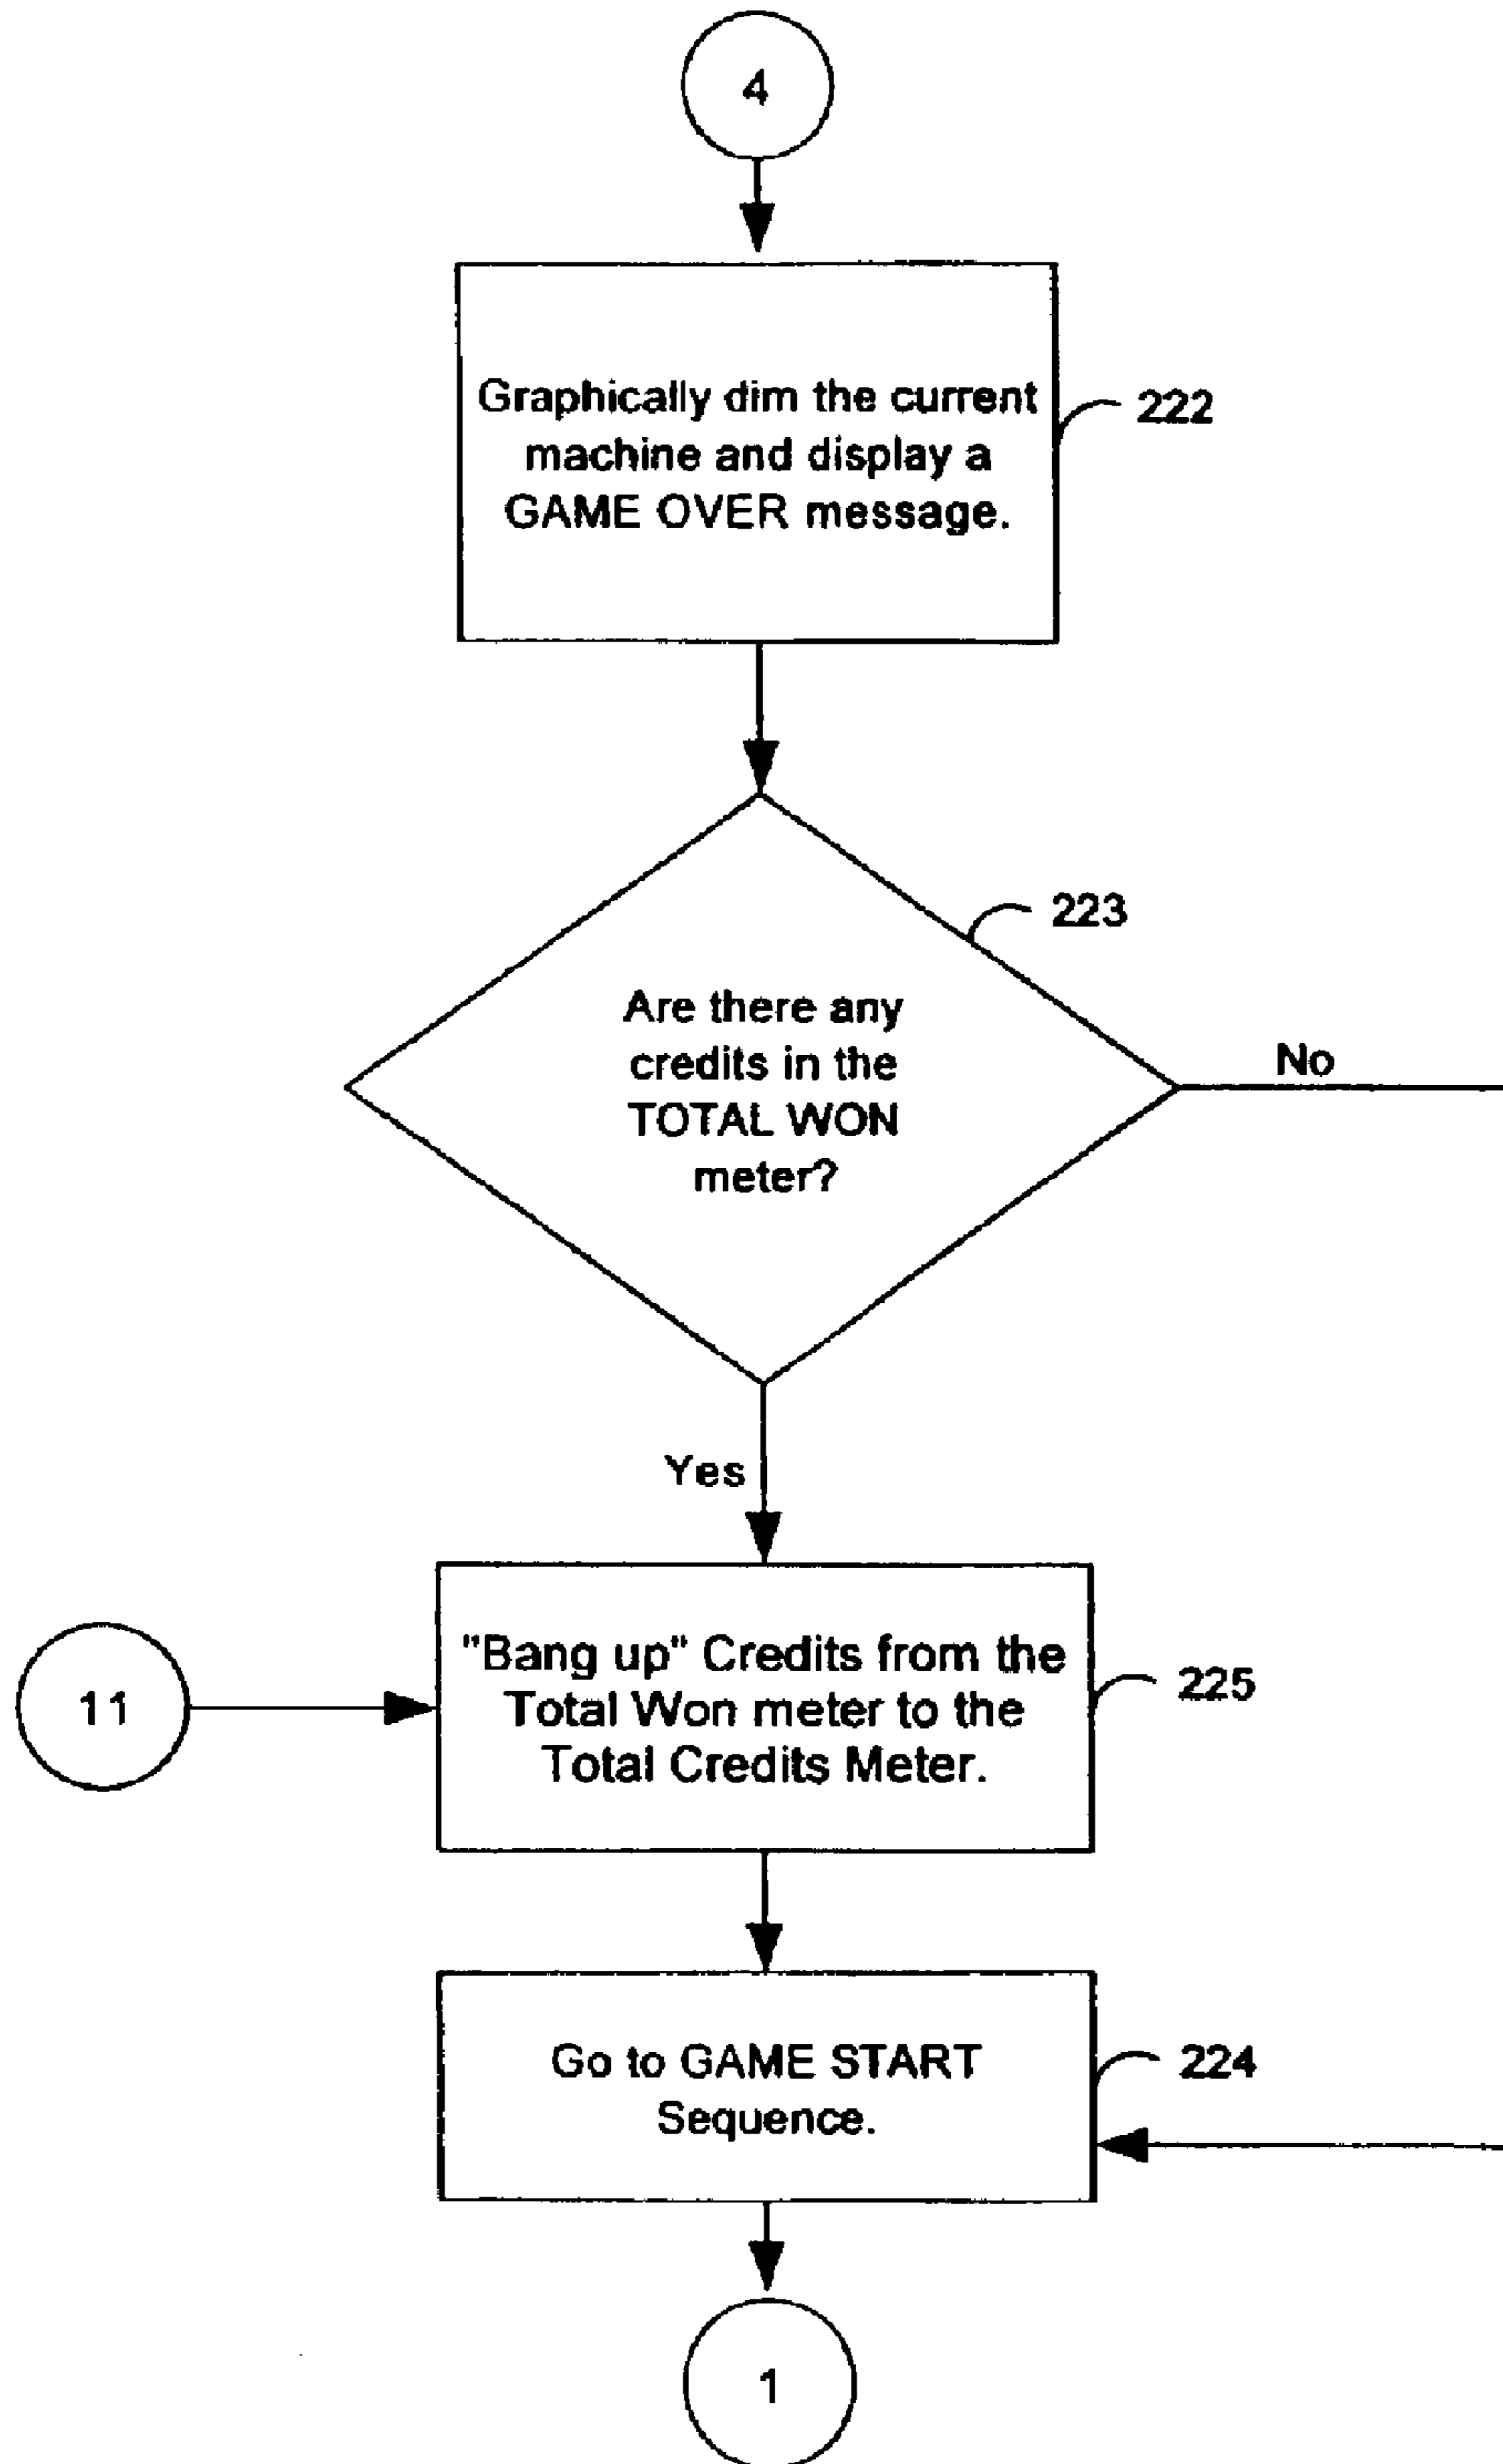 4
Graphically dim the current
machine and display a
GAME OVER message.
222
223
Are there any
credits in the
TOTAL WON
meter?
No
Yes
11
"Bang up" Credits from the
Total Won meter to the
Total Credits Meter.
225
Go to GAME START
Sequence.
224
1